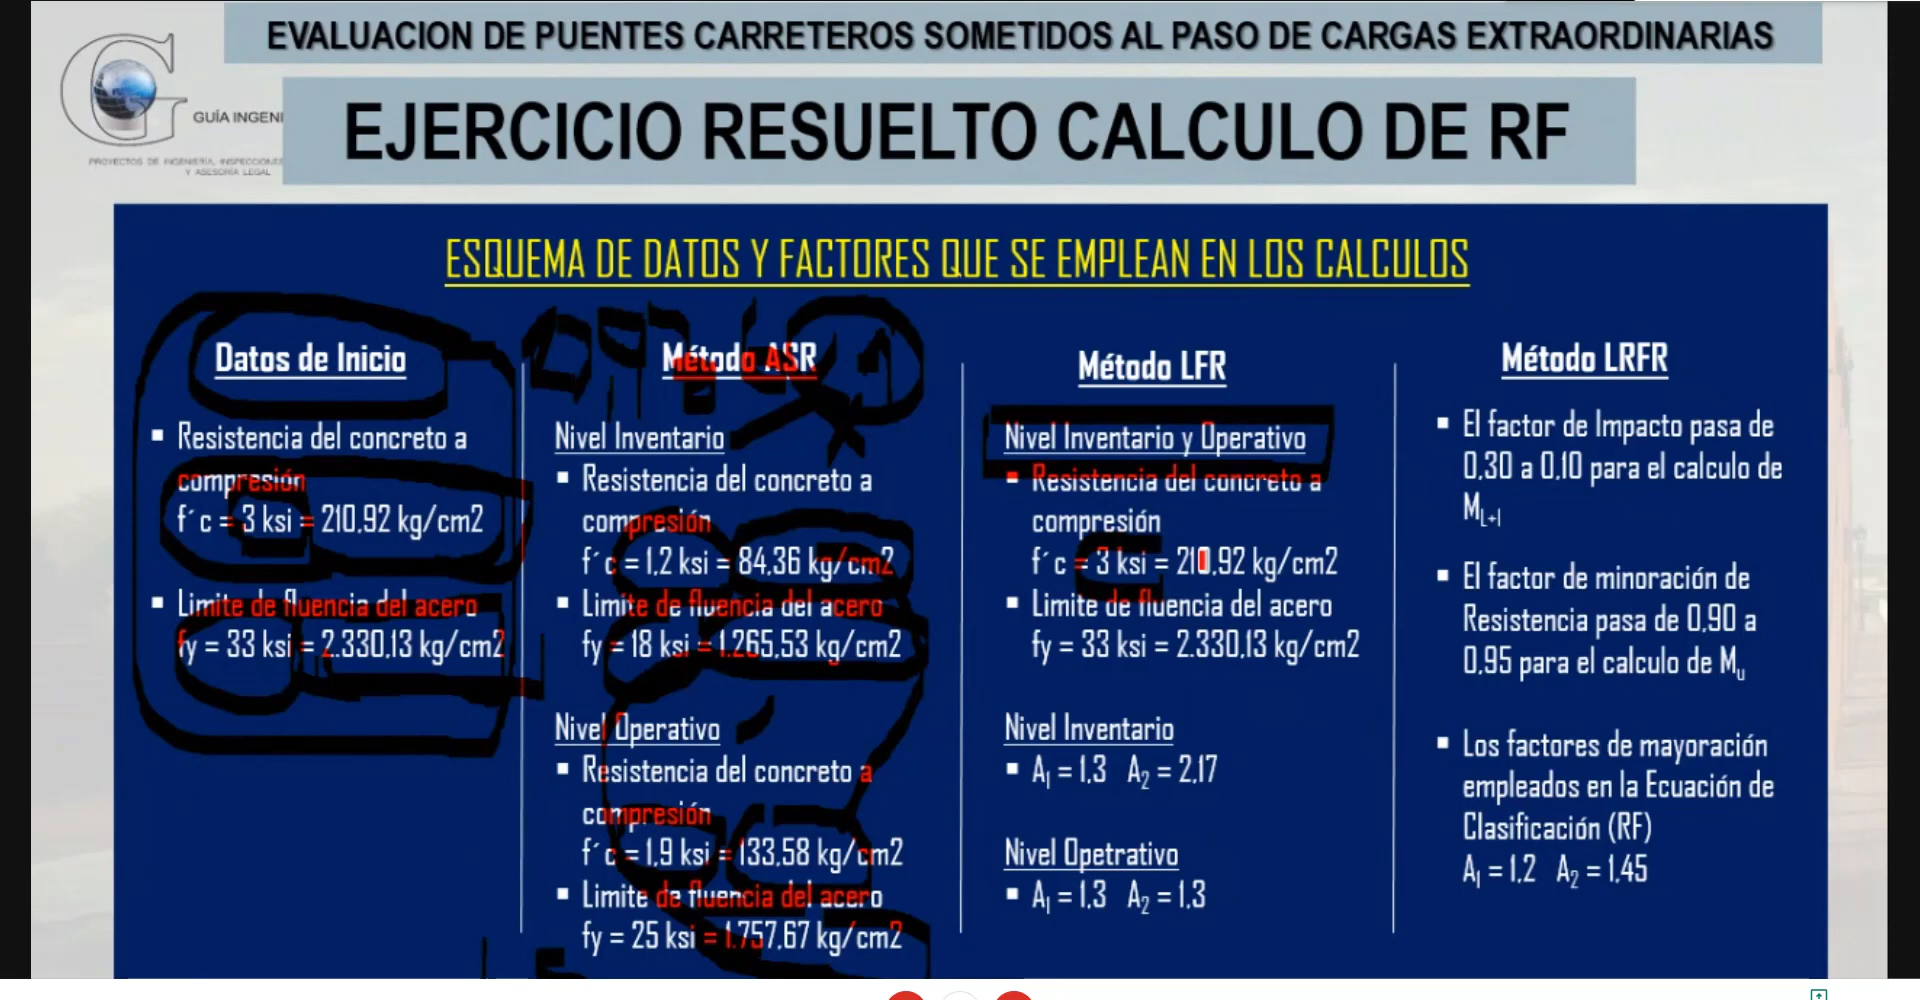 EVALUACION DE PUENTES CARRETEROS SOMETIDOS AL PASO DE CARGAS EXTRAORDINARIAS
GUÍA INGENI
PROYECTOS DE INGENIERÍA, INSPECCIONES
Y ASESORÍA LEGAL
EJERCICIO RESUELTO CALCULO DE RF
ESQUEMA DE DATOS Y FACTORES QUE SE EMPLEAN EN LOS CALCULOS
Datos de Inicio
▪ Resistencia del concreto a
compresión
f´c = 3 ksi = 210,92 kg/cm2
▪ Limite de fluencia del acero
fy = 33 ksi = 2.330,13 kg/cm2
Método ASR
Nivel Inventario
▪ Resistencia del concreto a
compresión
f´c = 1,2 ksi = 84,36 kg/cm2
▪ Limite de fluencia del acero
fy = 18 ksi = 1.265,53 kg/cm2
Nivel Operativo
▪ Resistencia del concreto a
compresión
f´c = 1,9 ksi = 133,58 kg/cm2
▪ Limite de fluencia del acero
fy = 25 ksi = 1.757,67 kg/cm2
Método LFR
Nivel Inventario y Operativo
▪ Resistencia del concreto a
compresión
f´c = 3 ksi = 210,92 kg/cm2
▪ Limite de fluencia del acero
fy = 33 ksi = 2.330,13 kg/cm2
Nivel Inventario
▪ A1 = 1,3 A2 = 2,17
Nivel Opetrativo
▪ A1 = 1,3 A2 = 1,3
Método LRFR
▪ El factor de Impacto pasa de
0,30 a 0,10 para el calculo de
ML+I
▪ El factor de minoración de
Resistencia pasa de 0,90 a
0,95 para el calculo de Mu
▪ Los factores de mayoración
empleados en la Ecuación de
Clasificación (RF)
A1 = 1,2 A2 = 1,45